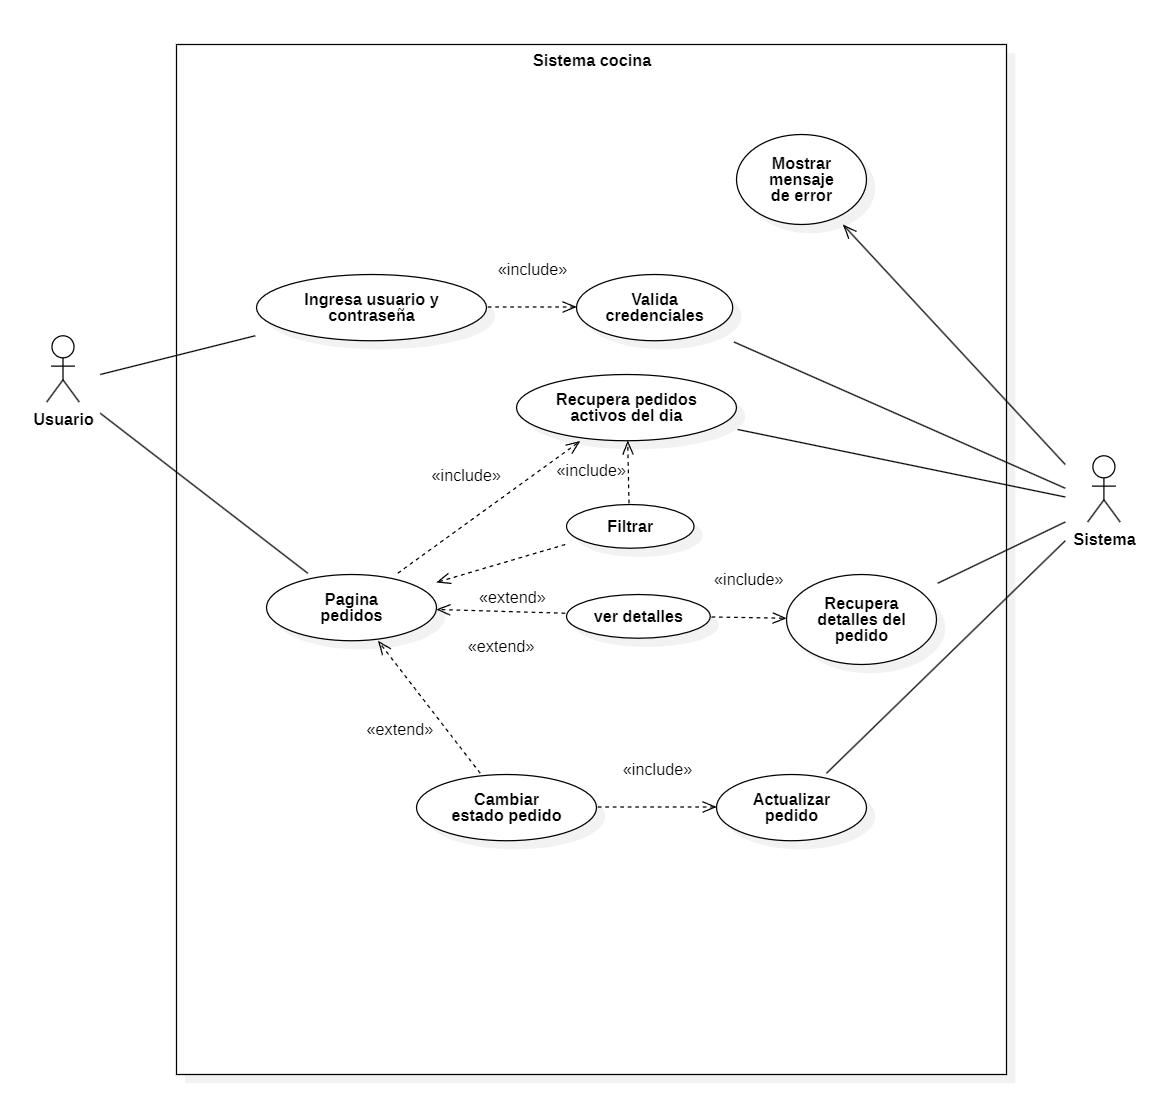 Sistema cocina
Mostrar
mensaje
de error
«include»
Ingresa usuario y
contraseña
Valida
credenciales
Usuario
Recupera pedidos
activos del dia
«include»
«include»
Filtrar
Sistema
Pagina
pedidos
«extend»
ver detalles
«include»
Recupera
detalles del
pedido
«extend»
«extend»
«include»
Cambiar
estado pedido
Actualizar
pedido